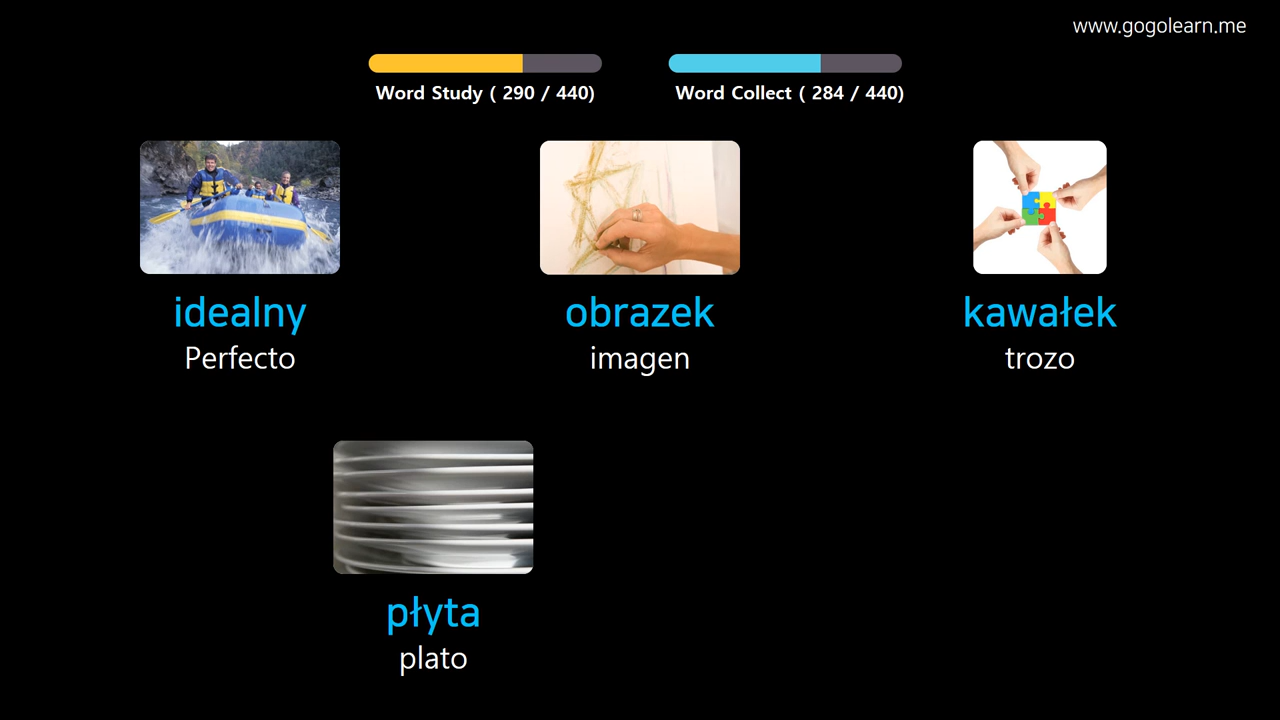 www.gogolearn.me
Word Study ( 290 / 440)
Word Collect ( 284 / 440)
idealny
Perfecto
obrazek
imagen
kawałek
trozo
płyta
plato